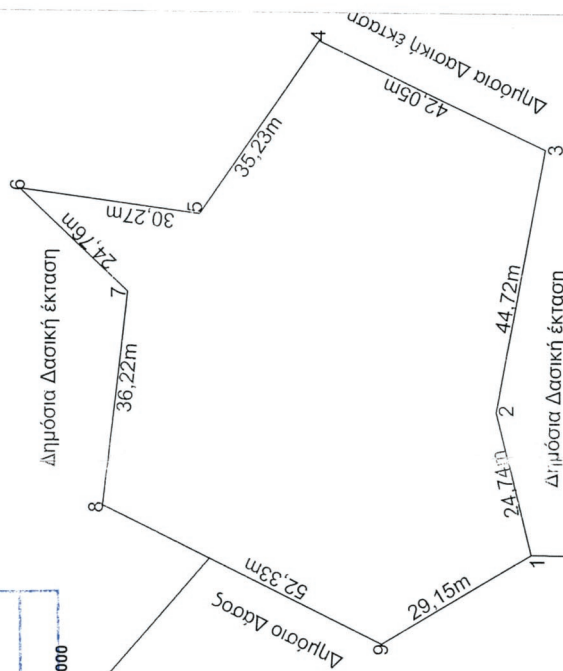 4
Δημόσια Δασική έκταση
42,05m
35,23m
6
30,27m
5
24,76m
Δημόσια Δασική έκταση
7
3
36,22m
44,72m
8
2
Δημόσια Δασική έκταση
24,74m
52,33m
1
Δημόσιο Δάσος
29,15m
9
000